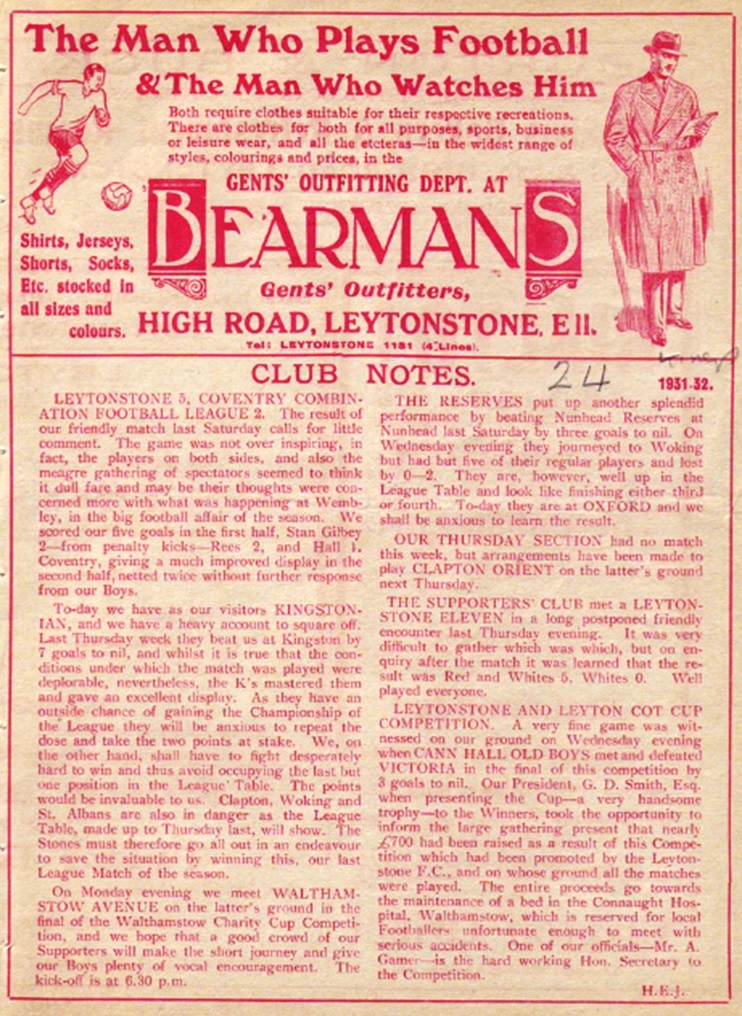 The Man Who Plays Football
& The Man Who Watches Him
Both require clothes suitable for their respective recreations.
There are clothes for both for all purposes, sports, business
or leisure wear, and all the etcteras—in the widest range of
styles, colourings and prices, in the
GENTS' OUTFITTING DEPT. AT
BEARMANS
Gents' Outfitters,
HIGH ROAD, LEYTONSTONE, E11.
Tel: LEYTONSTONE 1181 (4 Lines).
Shirts, Jerseys,
Shorts, Socks,
Etc. stocked in
all sizes and
colours.
CLUB NOTES.
24
1931-32.
LEYTONSTONE 5, COVENTRY COMBIN-
ATION FOOTBALL LEAGUE 2. The result of
our friendly match last Saturday calls for little
comment. The game was not over inspiring, in
fact, the players on both sides, and also the
meagre gathering of spectators seemed to think
it dull fare and may be their thoughts were con-
cerned more with what was happening at Wemb-
ley, in the big football affair of the season. We
scored our five goals in the first half, Stan Gilbey
2—from penalty kicks—Rees 2, and Hall 1.
Coventry, giving a much improved display in the
second half, netted twice without further response
from our Boys.
To-day we have as our visitors KINGSTON-
IAN, and we have a heavy account to square off.
Last Thursday week they beat us at Kingston by
7 goals to nil, and whilst it is true that the con-
ditions under which the match was played were
deplorable, nevertheless, the K's mastered them
and gave an excellent display. As they have an
outside chance of gaining the Championship of
the League they will be anxious to repeat the
dose and take the two points at stake. We, on
the other hand, shall have to fight desperately
hard to win and thus avoid occupying the last but
one position in the League Table. The points
would be invaluable to us. Clapton, Woking and
St. Albans are also in danger as the League
Table, made up to Thursday last, will show. The
Stones must therefore go all out in an endeavour
to save the situation by winning this, our last
League Match of the season.
On Monday evening we meet WALTHAM-
STOW AVENUE on the latter's ground in the
final of the Walthamstow Charity Cup Competi-
tion, and we hope that a good crowd of our
Supporters will make the short journey and give
our Boys plenty of vocal encouragement. The
kick-off is at 6.30 p.m.
THE RESERVES put up another splendid
performance by beating Nunhead Reserves at
Nunhead last Saturday by three goals to nil. On
Wednesday evening they journeyed to Woking
but had but five of their regular players and lost
by 0—2. They are, however, well up in the
League Table and look like finishing either third
or fourth. To-day they are at OXFORD and we
shall be anxious to learn the result.
OUR THURSDAY SECTION had no match
this week, but arrangements have been made to
play CLAPTON ORIENT on the latter's ground
next Thursday.
THE SUPPORTERS' CLUB met a LEYTON-
STONE ELEVEN in a long postponed friendly
encounter last Thursday evening. It was very
difficult to gather which was which, but on en-
quiry after the match it was learned that the re-
sult was Red and Whites 5, Whites 0. Well
played everyone.
LEYTONSTONE AND LEYTON COT CUP
COMPETITION. A very fine game was wit-
nessed on our ground on Wednesday evening
when CANN HALL OLD BOYS met and defeated
VICTORIA in the final of this competition by
3 goals to nil. Our President, G. D. Smith, Esq.
when presenting the Cup—a very handsome
trophy—to the Winners, took the opportunity to
inform the large gathering present that nearly
£700 had been raised as a result of this Compe-
tition which had been promoted by the Leyton-
stone F.C., and on whose ground all the matches
were played. The entire proceeds go towards
the maintenance of a bed in the Connaught Hos-
pital, Walthamstow, which is reserved for local
Footballers unfortunate enough to meet with
serious accidents. One of our officials—Mr. A.
Gamer—is the hard working Hon. Secretary to
the Competition.
H.E.J.